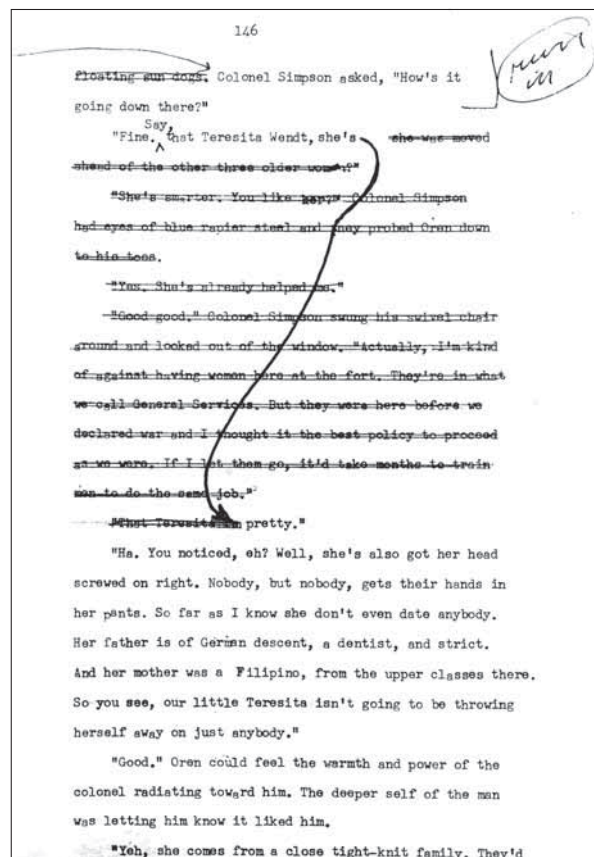 146
run in
floating sun dogs. Colonel Simpson asked, "How's it
going down there?"
Say,
"Fine. that Teresita Wendt, she's she was moved
ahead of the other three older women?"
"She's smarter. You like her?" Colonel Simpson
had eyes of blue rapier steel and they probed Oren down
to his toes.
"Yes. She's already helped me."
"Good good." Colonel Simpson swung his swivel chair
around and looked out of the window. "Actually, I'm kind
of against having women here at the fort. They're in what
we call General Services. But they were here before we
declared war and I thought it the best policy to proceed
as we were. If I let them go, it'd take months to train
men to do the same job."
"That Teresita is pretty."
"Ha. You noticed, eh? Well, she's also got her head
screwed on right. Nobody, but nobody, gets their hands in
her pants. So far as I know she don't even date anybody.
Her father is of German descent, a dentist, and strict.
And her mother was a Filipino, from the upper classes there.
So you see, our little Teresita isn't going to be throwing
herself away on just anybody."
"Good." Oren could feel the warmth and power of the
colonel radiating toward him. The deeper self of the man
was letting him know it liked him.
"Yeh, she comes from a close tight-knit family. They'd